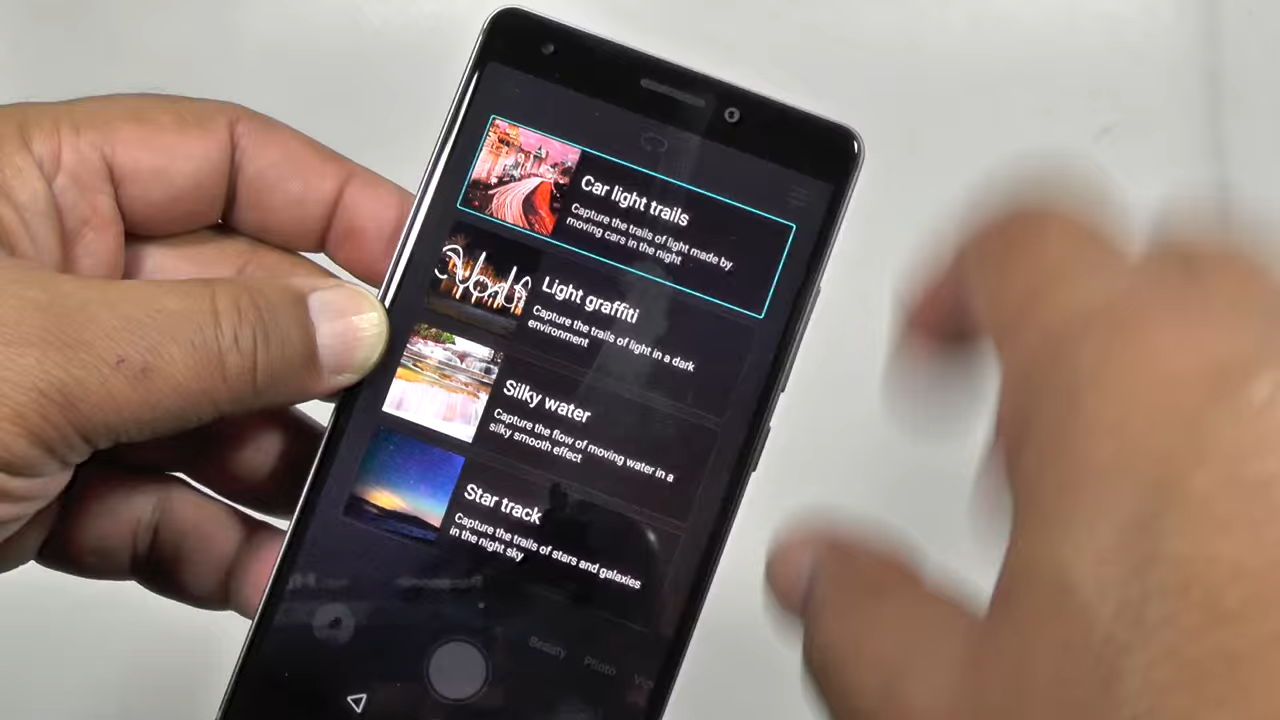 Car light trails
Capture the trails of light made by
moving cars in the night
Light graffiti
Capture the trails of light in a dark
environment
Silky water
Capture the flow of moving water in a
silky smooth effect
Star track
Capture the trails of stars and galaxies
in the night sky
Beauty Photo